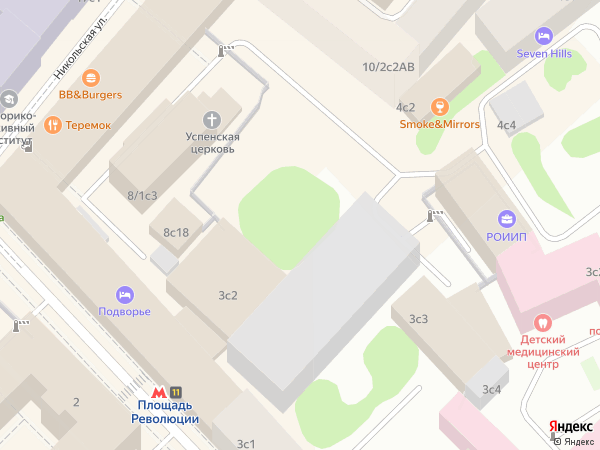 Никольская ул.
10/2с2АВ
Seven Hills
BB&Burgers
4с2
Smoke&Mirrors
4с4
Теремок
Успенская
церковь
8/1с3
8с18
РОИИП
3с2
Подворье
3с3
Детский
медицинский
центр
3с4
11
Площадь
Революции
2
3с1
Яндекс
© Яндекс